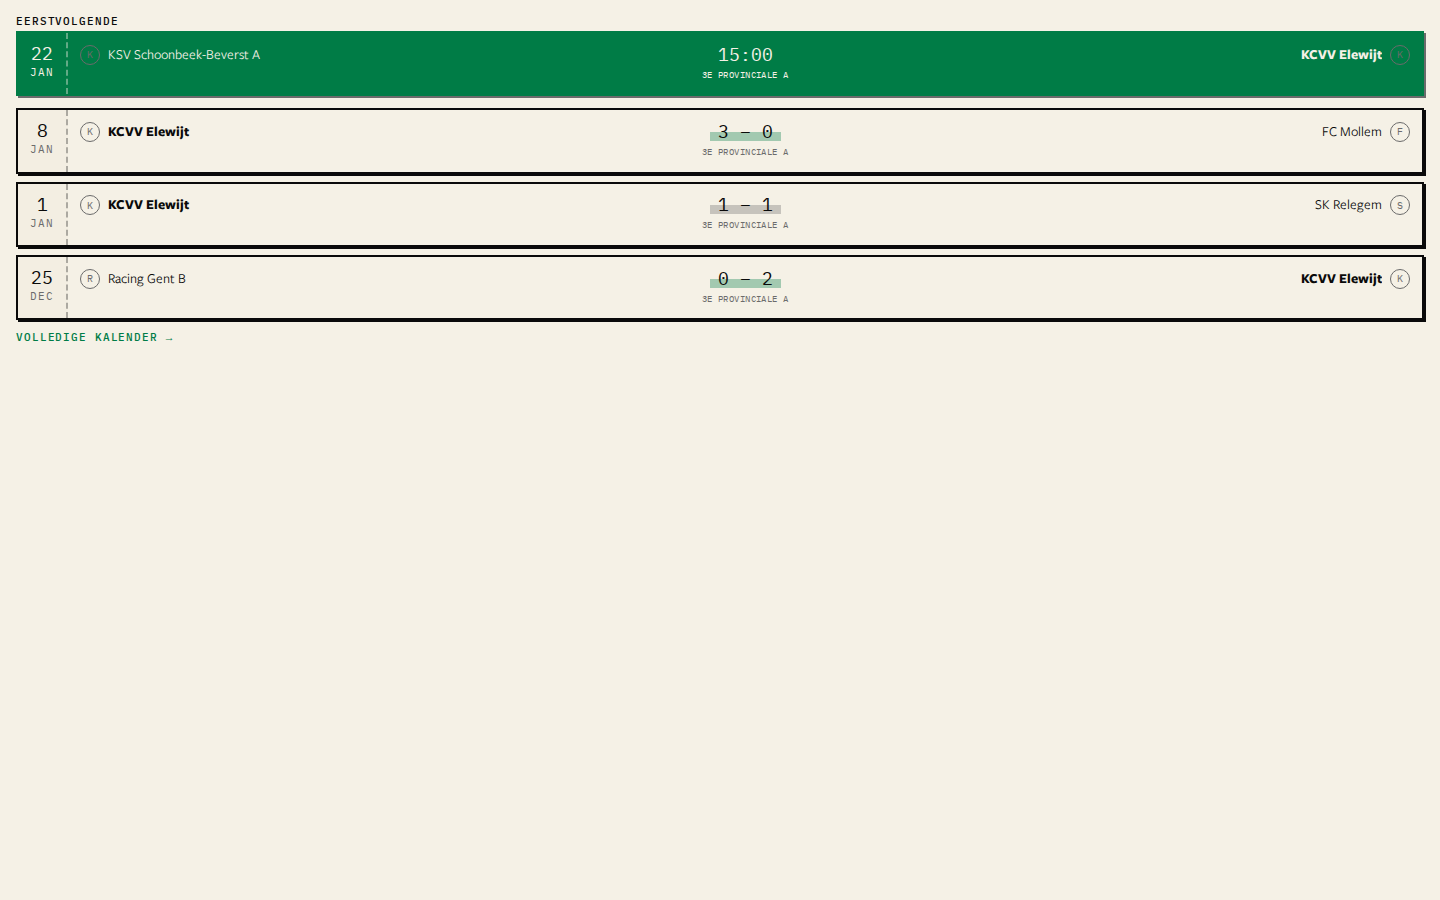 EERSTVOLGENDE
22 JAN K KSV Schoonbeek-Beverst A 15:00 3E PROVINCIALE A KCVV Elewijt K
8 JAN K KCVV Elewijt 3 – 0 3E PROVINCIALE A FC Mollem F
1 JAN K KCVV Elewijt 1 – 1 3E PROVINCIALE A SK Relegem S
25 DEC R Racing Gent B 0 – 2 3E PROVINCIALE A KCVV Elewijt K
VOLLEDIGE KALENDER →